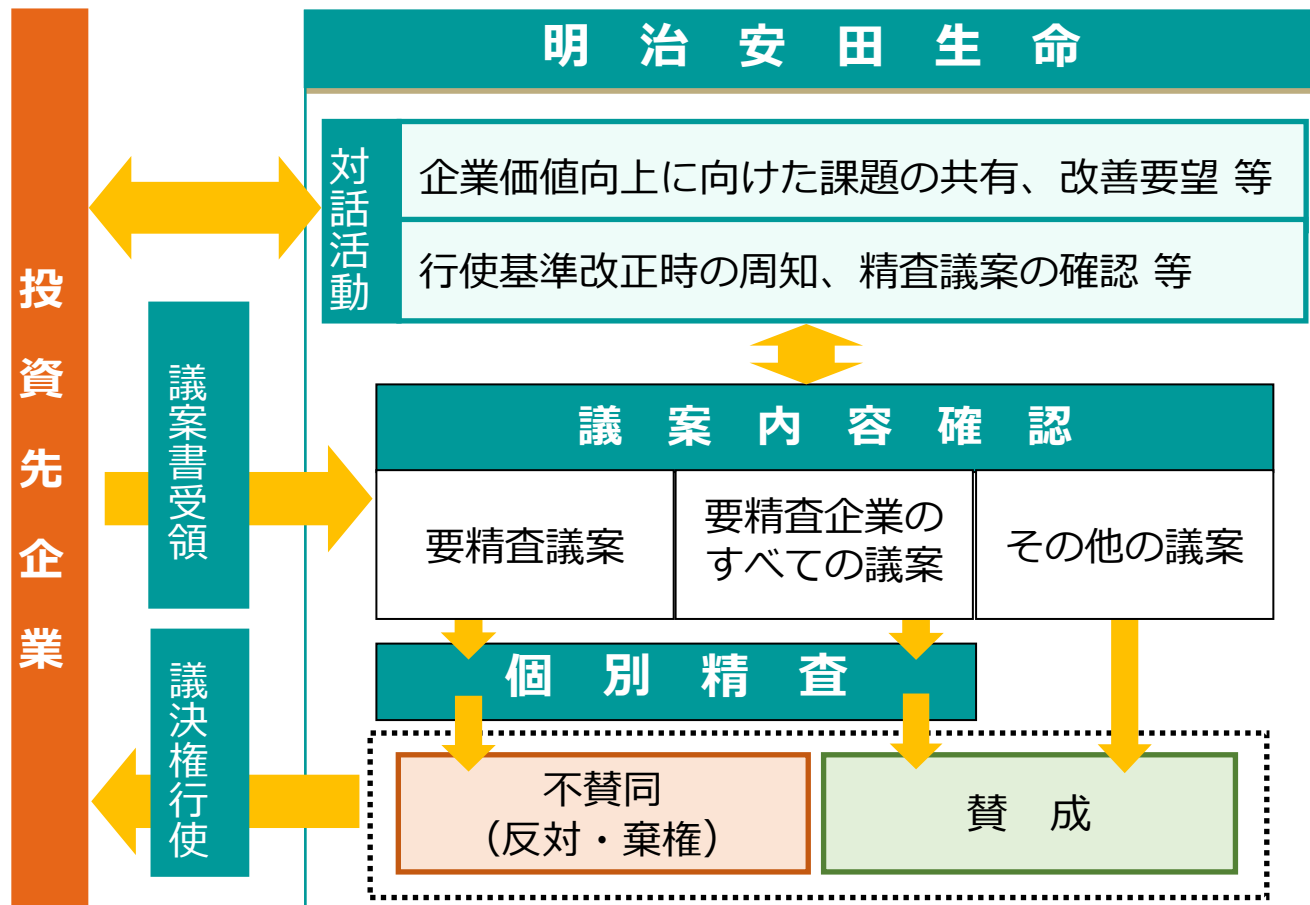 明治安田生命
投資先企業
対話活動
企業価値向上に向けた課題の共有、改善要望 等
行使基準改正時の周知、精査議案の確認 等
議案書受領
議案内容確認
要精査議案
要精査企業の
すべての議案
その他の議案
個別精査
議決権行使
不賛同
（反対・棄権）
賛 成